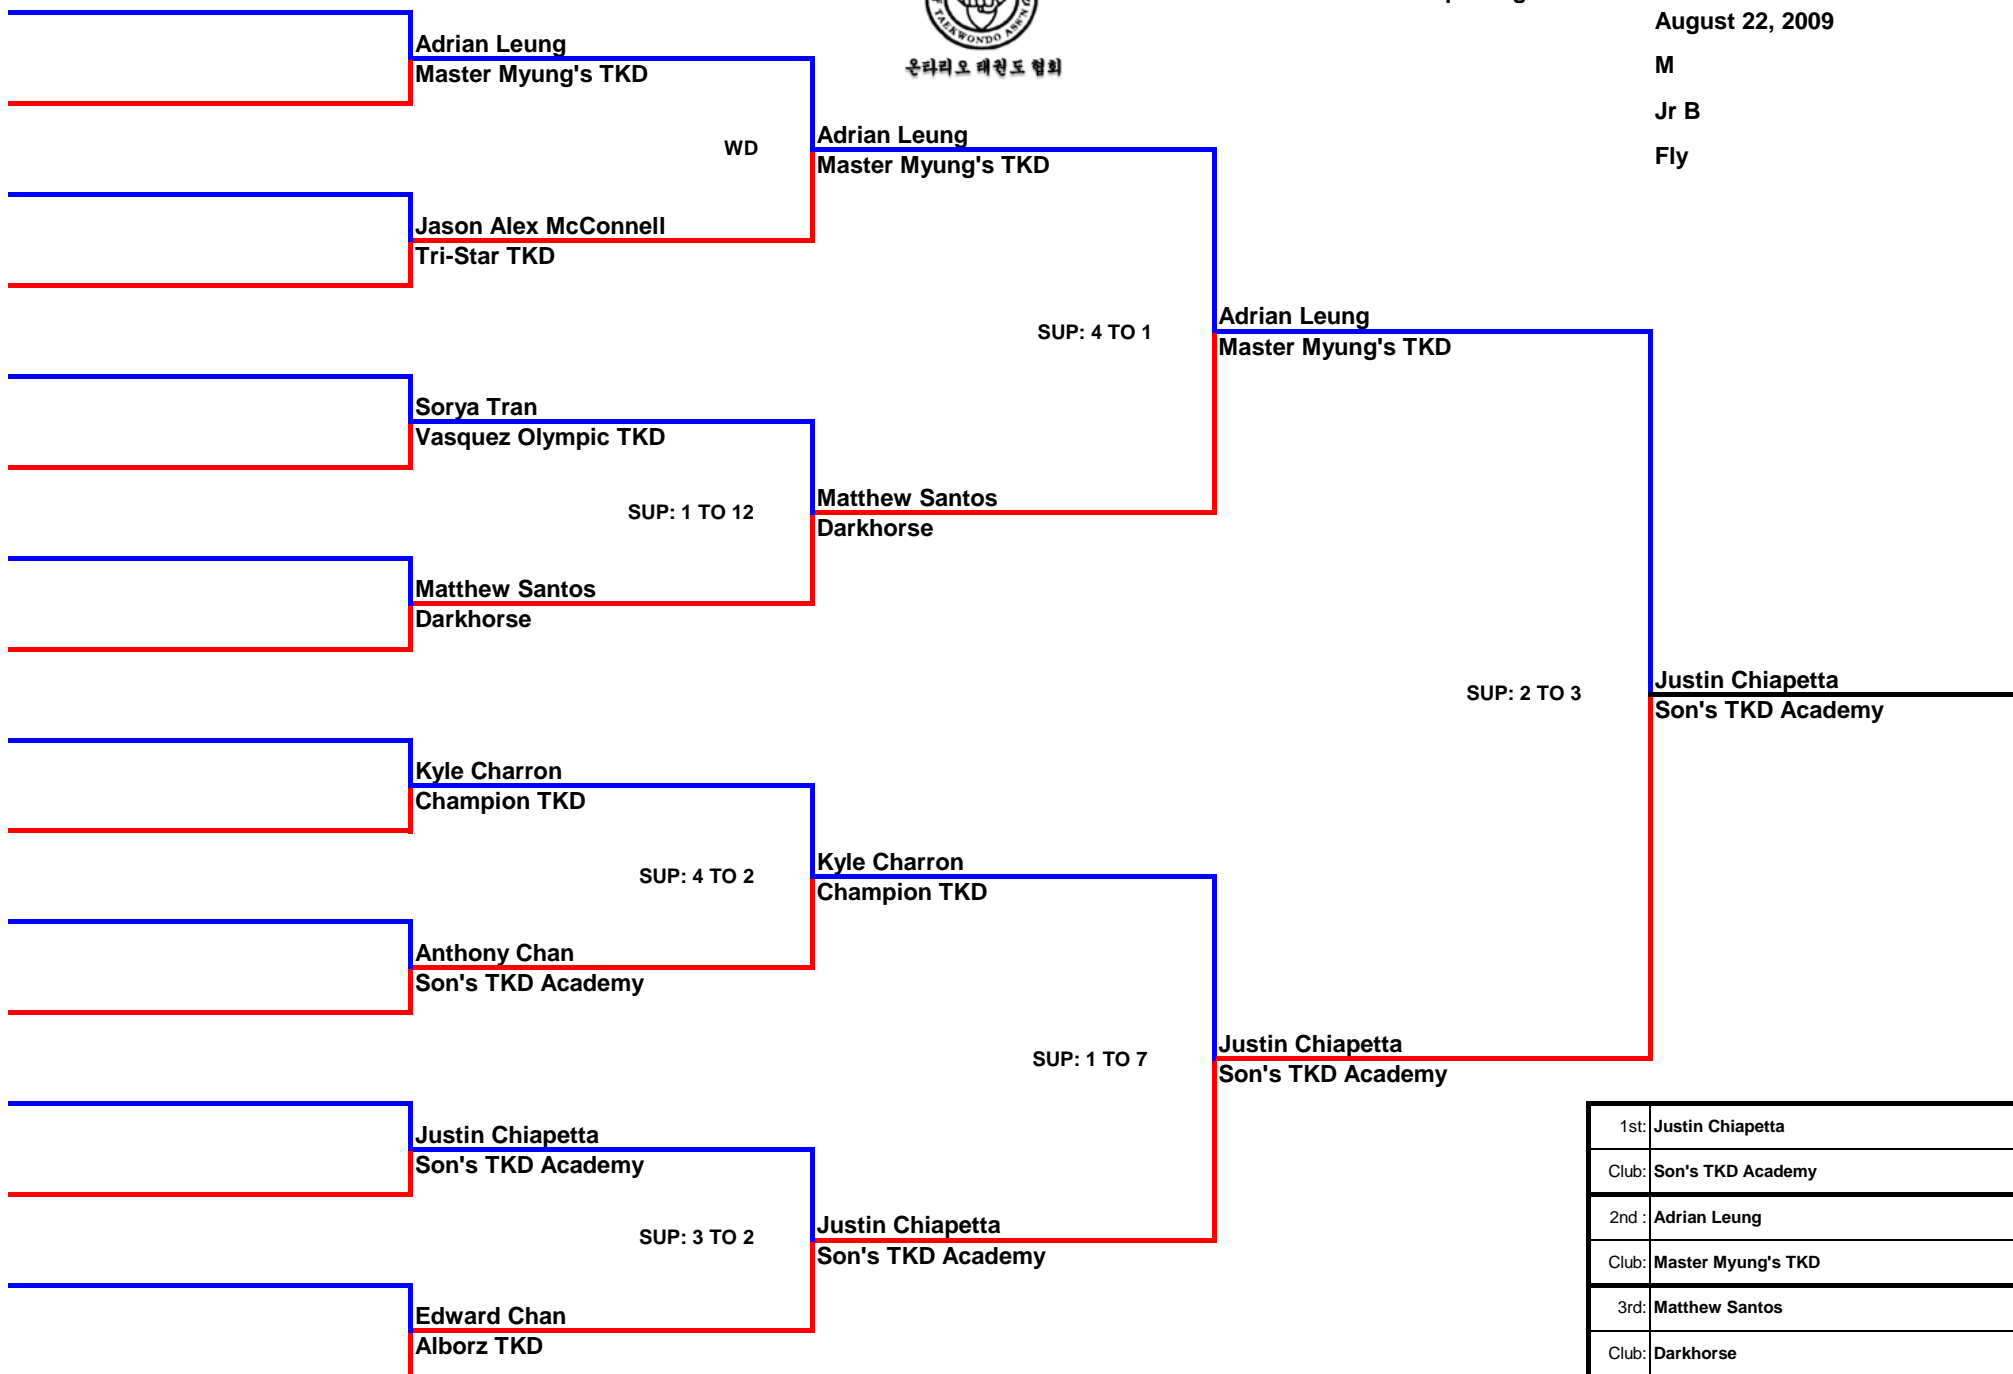 August 22, 2009
M
Jr B
Fly
TAEKWONDO ASS'N
온타리오 태권도 협회
Adrian Leung
Master Myung's TKD
WD
Jason Alex McConnell
Tri-Star TKD
Sorya Tran
Vasquez Olympic TKD
SUP: 1 TO 12
Matthew Santos
Darkhorse
Kyle Charron
Champion TKD
SUP: 4 TO 2
Anthony Chan
Son's TKD Academy
Justin Chiapetta
Son's TKD Academy
SUP: 3 TO 2
Edward Chan
Alborz TKD
Adrian Leung
Master Myung's TKD
SUP: 4 TO 1
Matthew Santos
Darkhorse
Kyle Charron
Champion TKD
SUP: 1 TO 7
Justin Chiapetta
Son's TKD Academy
Adrian Leung
Master Myung's TKD
SUP: 2 TO 3
Justin Chiapetta
Son's TKD Academy
Justin Chiapetta
Son's TKD Academy
1st: Justin Chiapetta
Club: Son's TKD Academy
2nd : Adrian Leung
Club: Master Myung's TKD
3rd: Matthew Santos
Club: Darkhorse